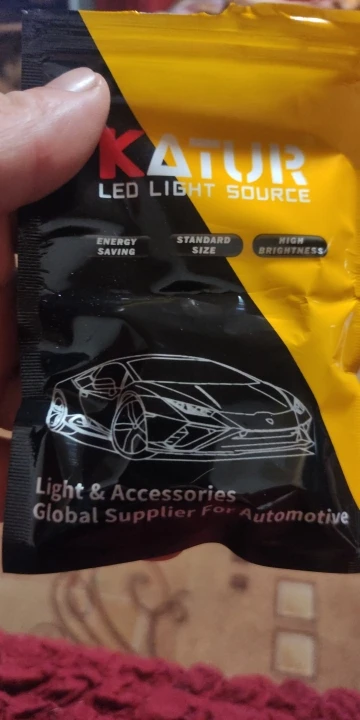 KATUR
LED LIGHT SOURCE
ENERGY SAVING
STANDARD SIZE
HIGH BRIGHTNESS
Light & Accessories
Global Supplier For Automotive